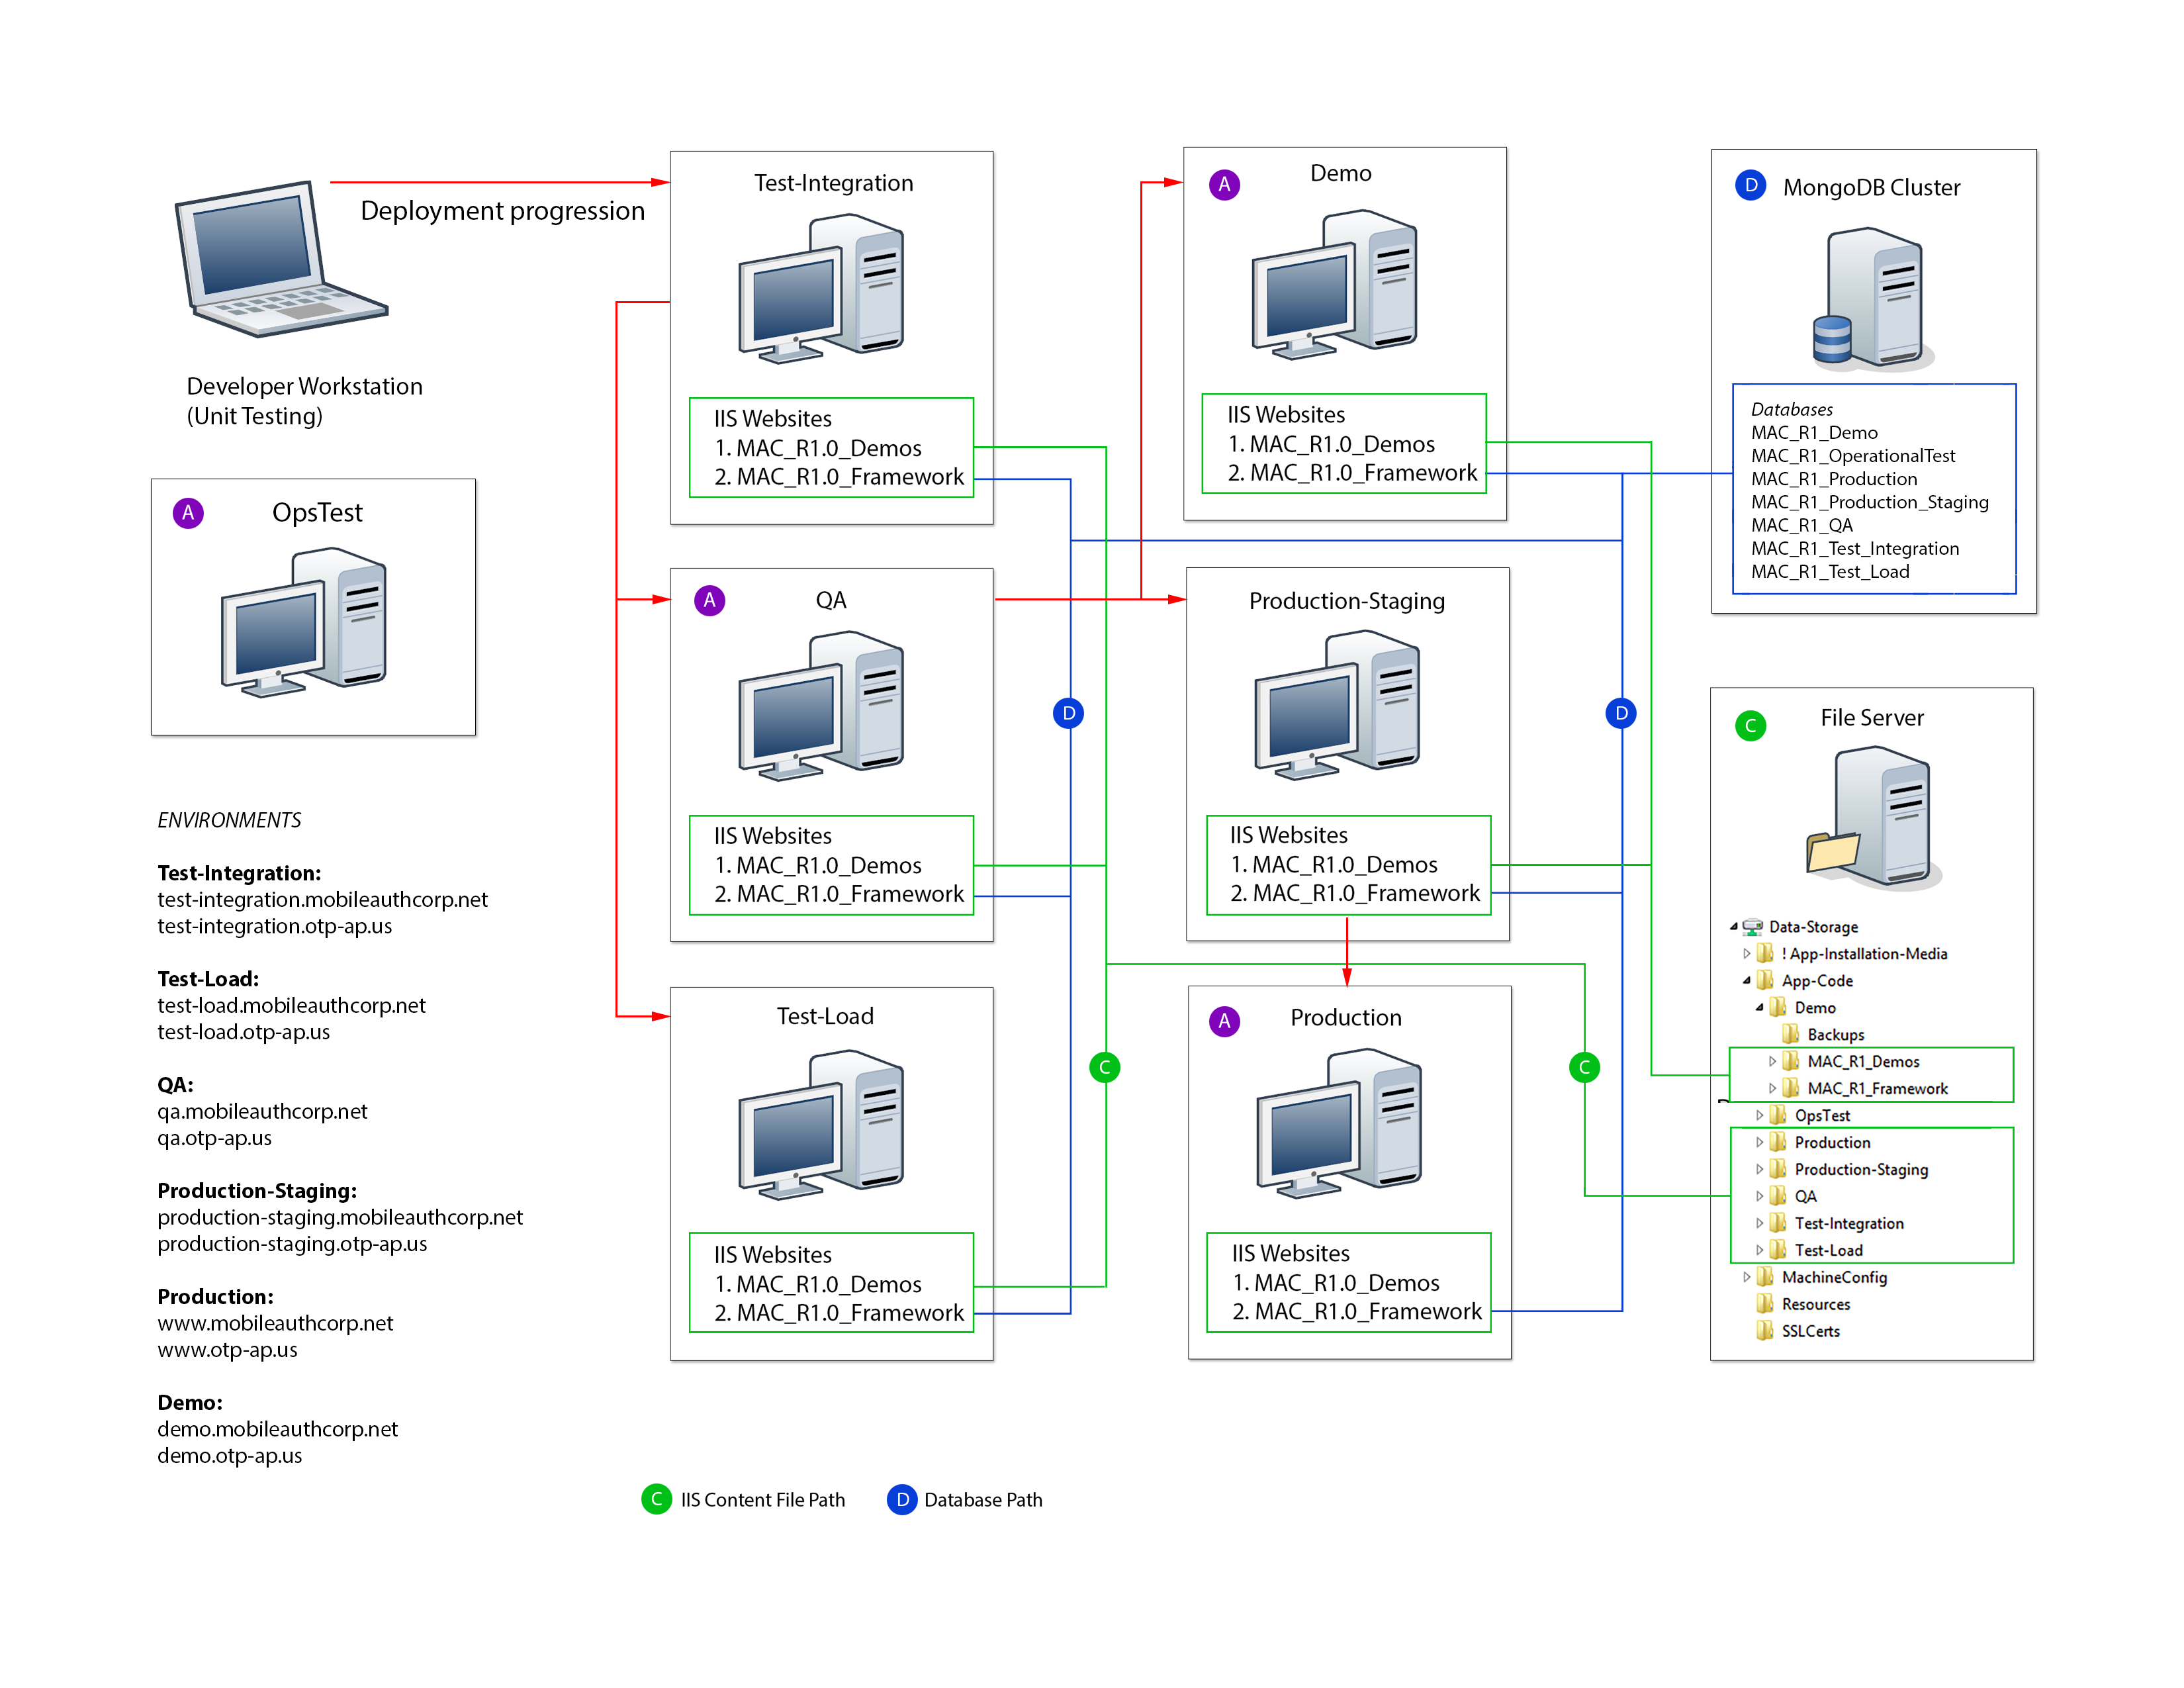 Deployment progression
Developer Workstation
(Unit Testing)
A
OpsTest
ENVIRONMENTS
Test-Integration:
test-integration.mobileauthcorp.net
test-integration.otp-ap.us
Test-Load:
test-load.mobileauthcorp.net
test-load.otp-ap.us
QA:
qa.mobileauthcorp.net
qa.otp-ap.us
Production-Staging:
production-staging.mobileauthcorp.net
production-staging.otp-ap.us
Production:
www.mobileauthcorp.net
www.otp-ap.us
Demo:
demo.mobileauthcorp.net
demo.otp-ap.us
Test-Integration
IIS Websites
1. MAC_R1.0_Demos
2. MAC_R1.0_Framework
A
QA
IIS Websites
1. MAC_R1.0_Demos
2. MAC_R1.0_Framework
Test-Load
IIS Websites
1. MAC_R1.0_Demos
2. MAC_R1.0_Framework
D
C
A
Demo
IIS Websites
1. MAC_R1.0_Demos
2. MAC_R1.0_Framework
Production-Staging
IIS Websites
1. MAC_R1.0_Demos
2. MAC_R1.0_Framework
A
Production
IIS Websites
1. MAC_R1.0_Demos
2. MAC_R1.0_Framework
D
C
D
MongoDB Cluster
Databases
MAC_R1_Demo
MAC_R1_OperationalTest
MAC_R1_Production
MAC_R1_Production_Staging
MAC_R1_QA
MAC_R1_Test_Integration
MAC_R1_Test_Load
C
File Server
Data-Storage
! App-Installation-Media
App-Code
Demo
Backups
MAC_R1_Demos
MAC_R1_Framework
OpsTest
Production
Production-Staging
QA
Test-Integration
Test-Load
MachineConfig
Resources
SSLCerts
C IIS Content File Path
D Database Path